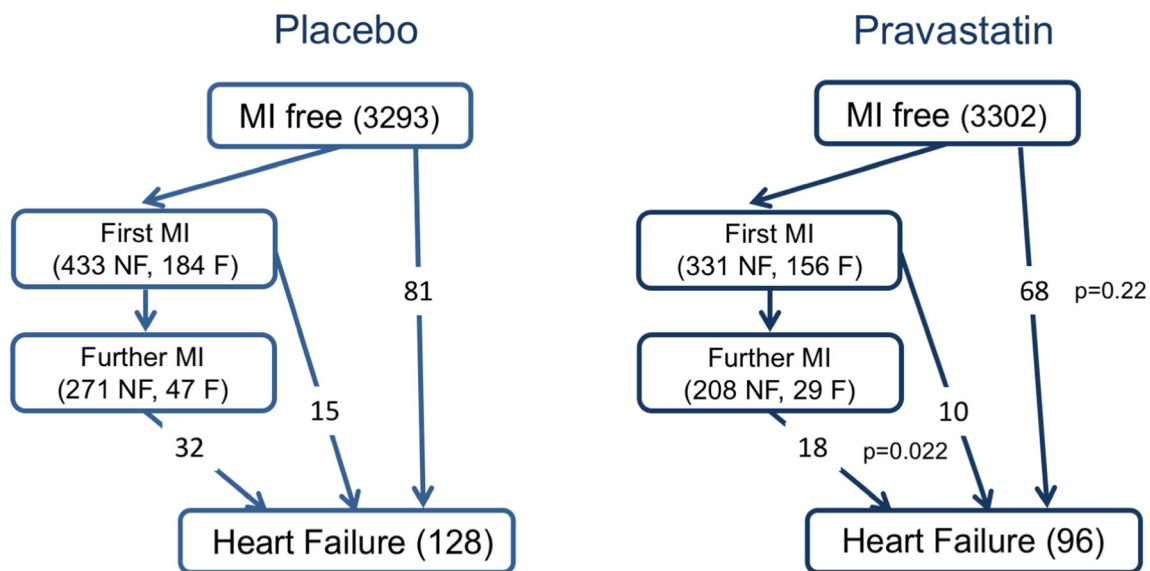 Placebo
MI free (3293)
First MI
(433 NF, 184 F)
81
Further MI
(271 NF, 47 F)
15
32
Heart Failure (128)
Pravastatin
MI free (3302)
First MI
(331 NF, 156 F)
68 p=0.22
Further MI
(208 NF, 29 F)
10
18 p=0.022
Heart Failure (96)